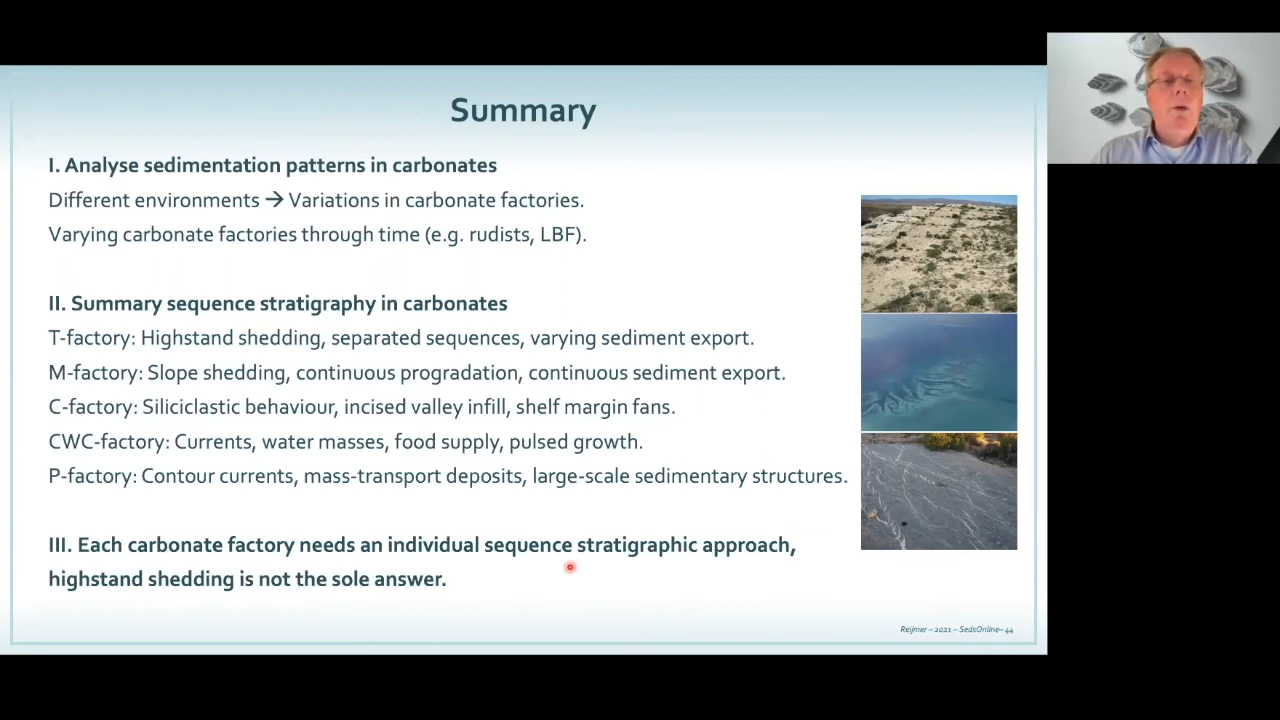 Summary
I. Analyse sedimentation patterns in carbonates
Different environments → Variations in carbonate factories.
Varying carbonate factories through time (e.g. rudists, LBF).
II. Summary sequence stratigraphy in carbonates
T-factory: Highstand shedding, separated sequences, varying sediment export.
M-factory: Slope shedding, continuous progradation, continuous sediment export.
C-factory: Siliciclastic behaviour, incised valley infill, shelf margin fans.
CWC-factory: Currents, water masses, food supply, pulsed growth.
P-factory: Contour currents, mass-transport deposits, large-scale sedimentary structures.
III. Each carbonate factory needs an individual sequence stratigraphic approach,
highstand shedding is not the sole answer.
Reijmer – 2021 – SedsOnline– 44